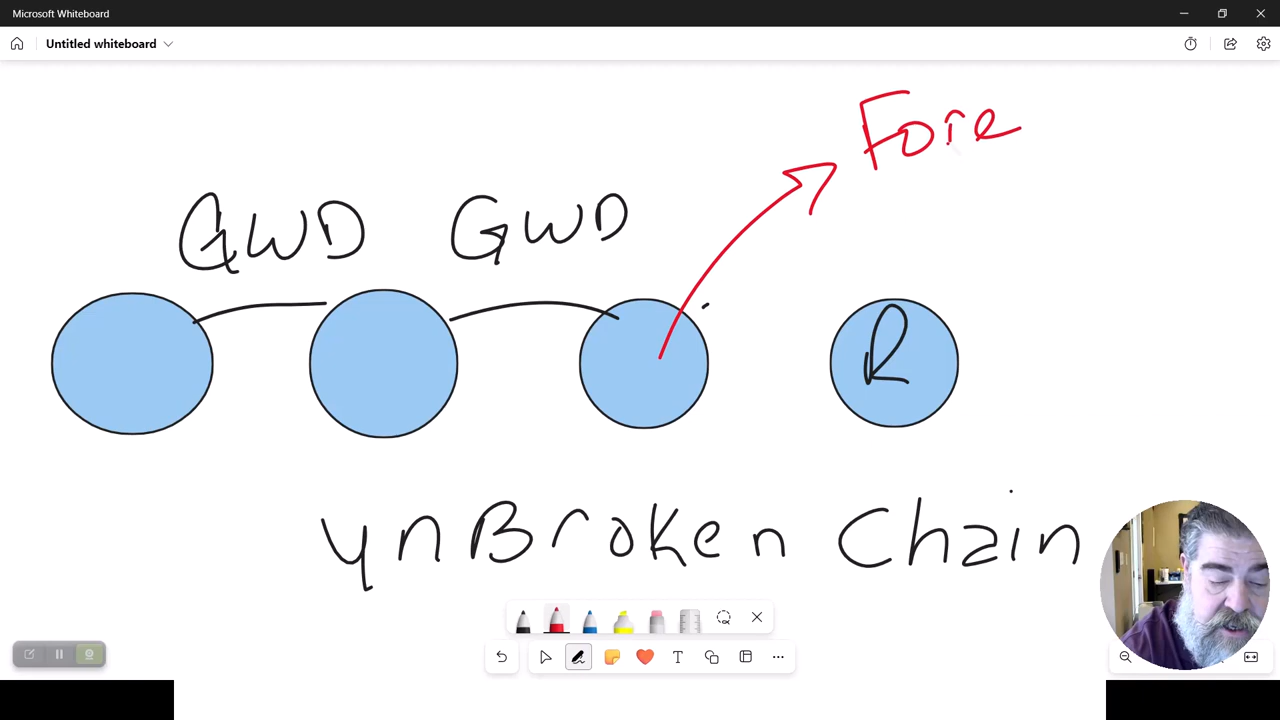 Microsoft Whiteboard
Untitled whiteboard
Fore
GWD GWD
R
UnBroken Chain
T